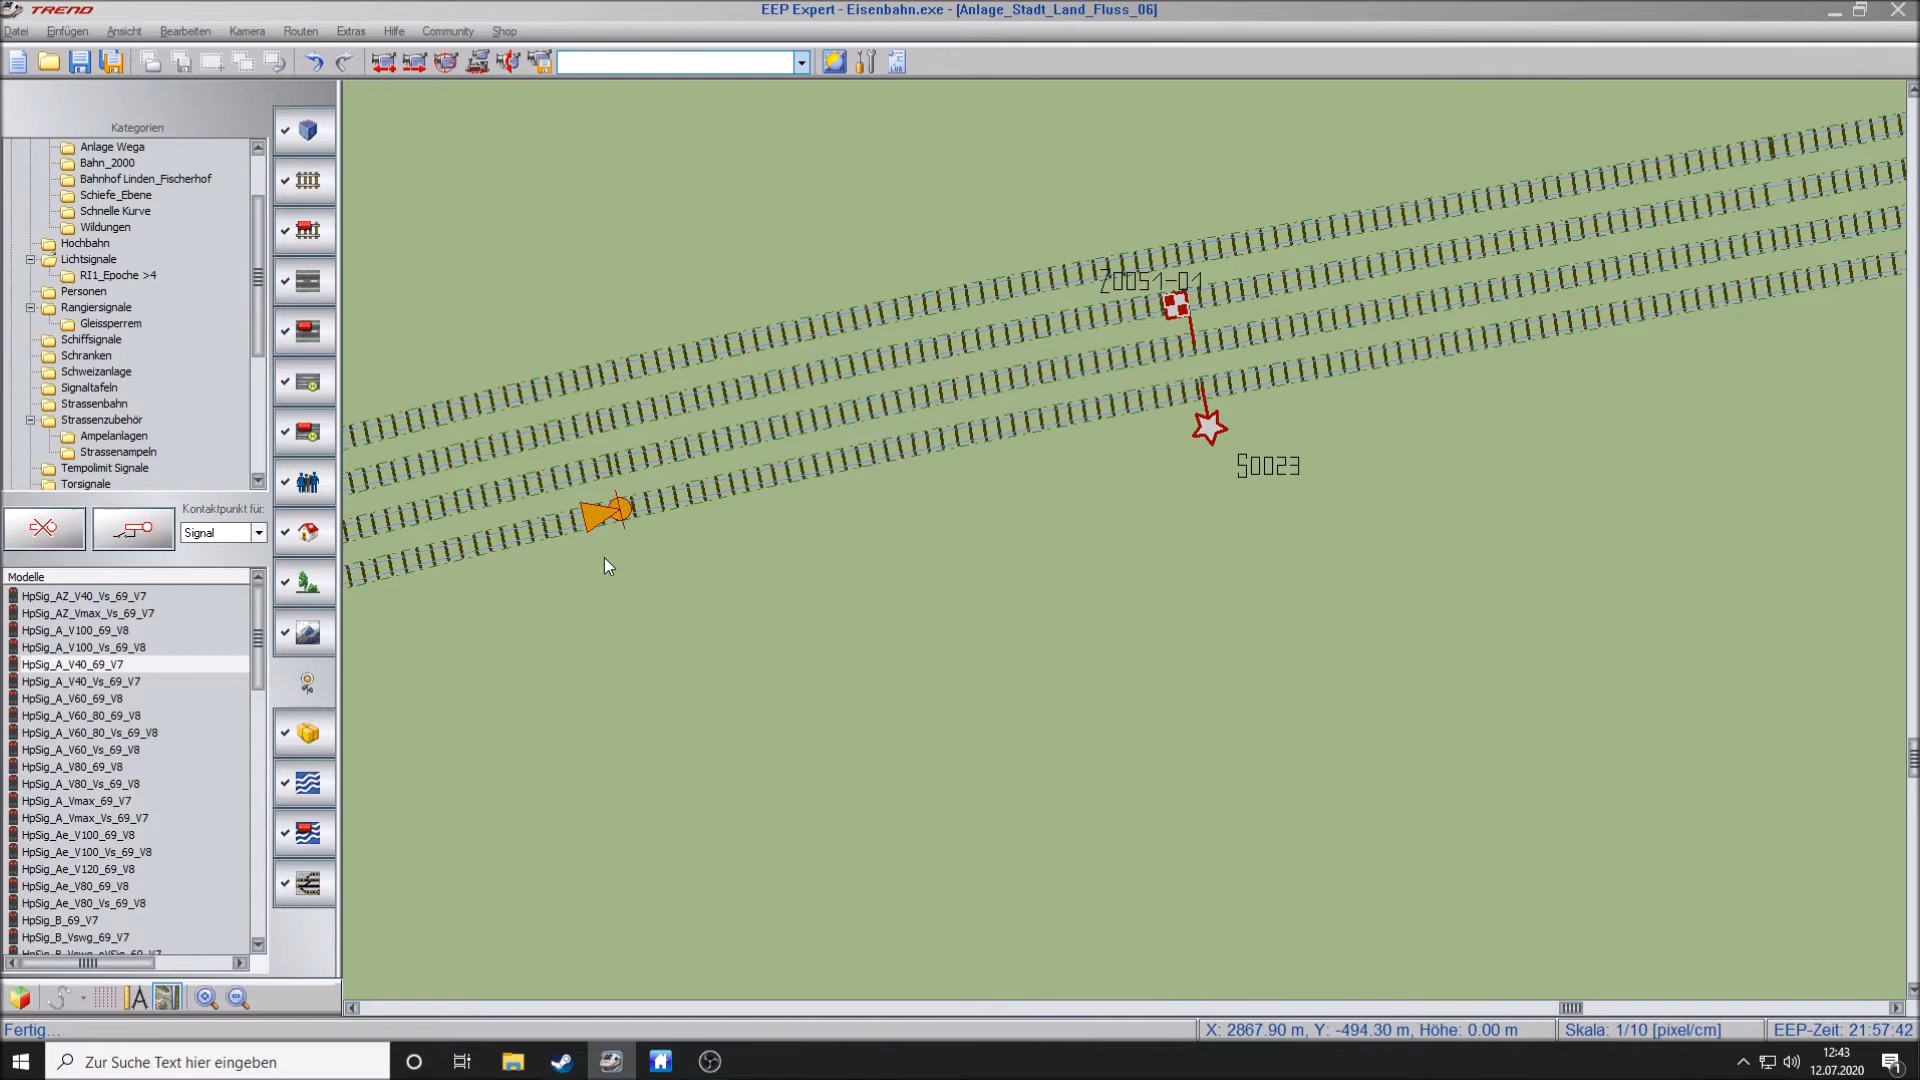 TREND
EEP Expert - Eisenbahn.exe - [Anlage_Stadt_Land_Fluss_06]
Datei Einfügen Ansicht Bearbeiten Kamera Routen Extras Hilfe Community Shop
Kategorien
Anlage Wega
Bahn_2000
Bahnhof Linden_Fischerhof
Schiefe_Ebene
Schnelle Kurve
Wildungen
Hochbahn
Lichtsignale
RI1_Epoche >4
Personen
Rangiersignale
Gleissperrem
Schiffsignale
Schranken
Schweizanlage
Signaltafeln
Strassenbahn
Strassenzubehör
Ampelanlagen
Strassenampeln
Tempolimit Signale
Torsignale
Kontaktpunkt für:
Signal
Modelle
HpSig_AZ_V40_Vs_69_V7
HpSig_AZ_Vmax_Vs_69_V7
HpSig_A_V100_69_V8
HpSig_A_V100_Vs_69_V8
HpSig_A_V40_69_V7
HpSig_A_V40_Vs_69_V7
HpSig_A_V60_69_V8
HpSig_A_V60_80_69_V8
HpSig_A_V60_80_Vs_69_V8
HpSig_A_V60_Vs_69_V8
HpSig_A_V80_69_V8
HpSig_A_V80_Vs_69_V8
HpSig_A_Vmax_69_V7
HpSig_A_Vmax_Vs_69_V7
HpSig_Ae_V100_69_V8
HpSig_Ae_V100_Vs_69_V8
HpSig_Ae_V120_69_V8
HpSig_Ae_V80_69_V8
HpSig_Ae_V80_Vs_69_V8
HpSig_B_69_V7
HpSig_B_Vswg_69_V7
Z0051-01
S0023
Fertig...
X: 2867.90 m, Y: -494.30 m, Höhe: 0.00 m
Skala: 1/10 [pixel/cm]
EEP-Zeit: 21:57:42
Zur Suche Text hier eingeben
12:43
12.07.2020
1